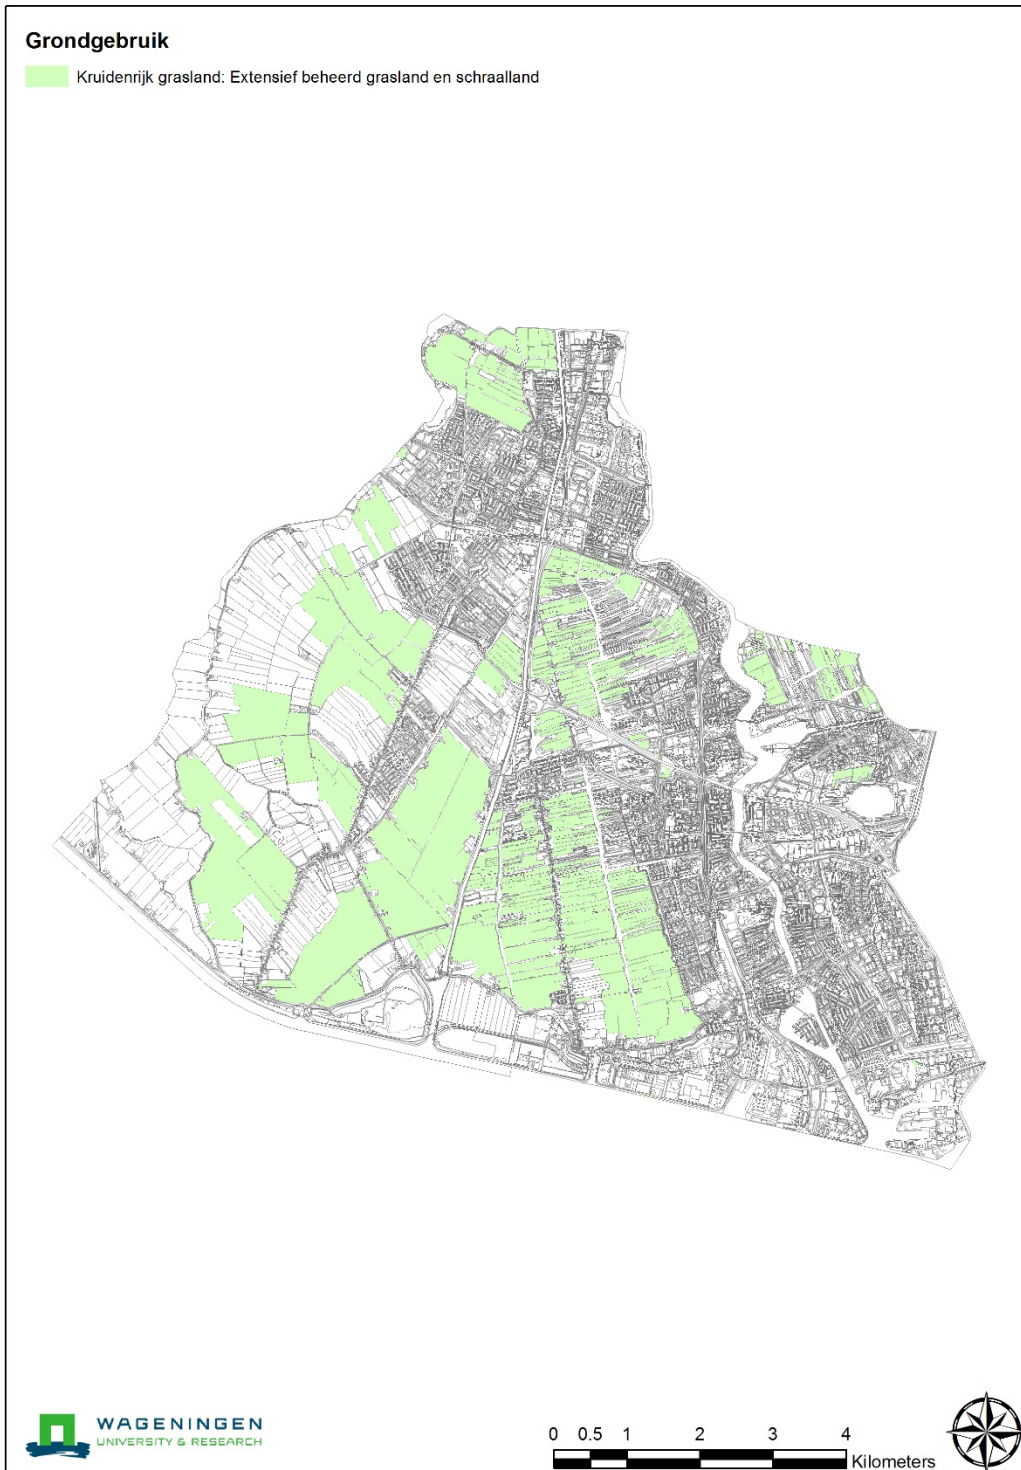 Grondgebruik
Kruidenrijk grasland: Extensief beheerd grasland en schraalland
WAGENINGEN
UNIVERSITY & RESEARCH
0 0.5 1 2 3 4
Kilometers